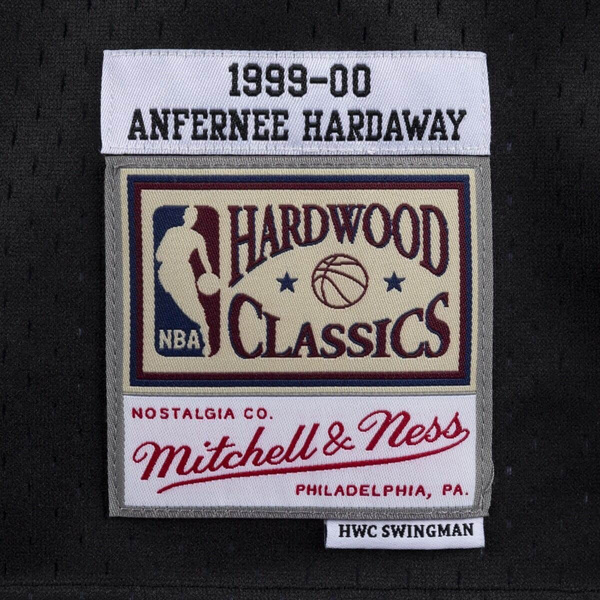 1999-00
ANFERNEE HARDAWAY
HARDWOOD
CLASSICS
NBA
NOSTALGIA CO.
Mitchell & Ness
PHILADELPHIA, PA.
HWC SWINGMAN